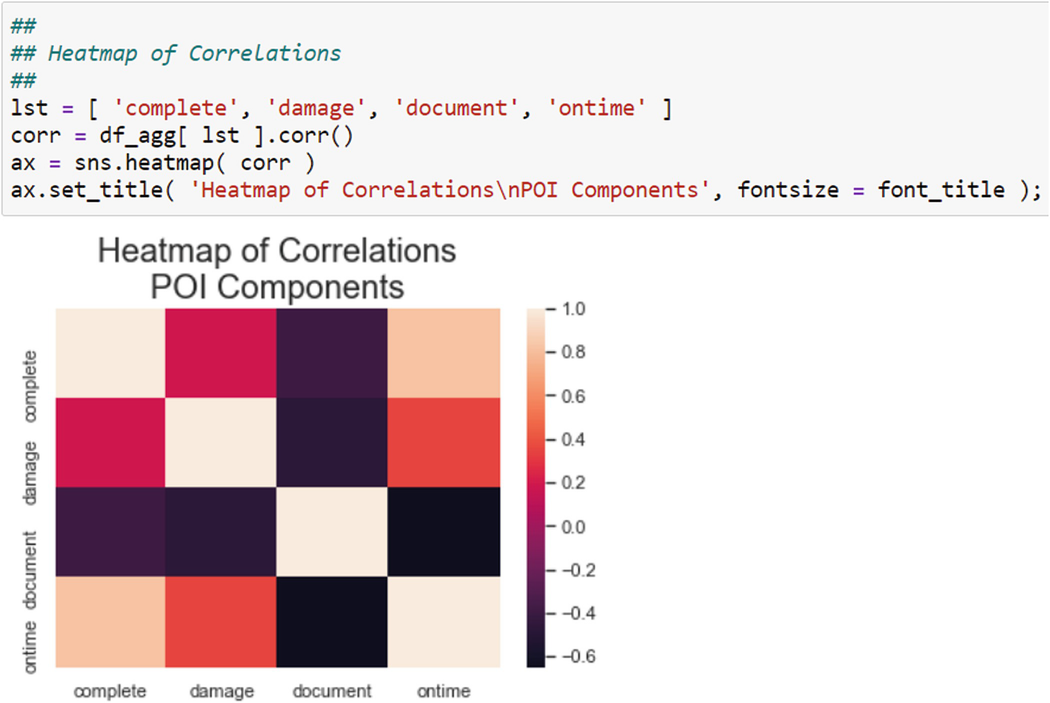 ##
## Heatmap of Correlations
##
lst = [ 'complete', 'damage', 'document', 'ontime' ]
corr = df_agg[ lst ].corr()
ax = sns.heatmap( corr )
ax.set_title( 'Heatmap of Correlations\nPOI Components', fontsize = font_title );
Heatmap of Correlations
POI Components
complete
damage
document
ontime
1.0
0.8
0.6
0.4
0.2
0.0
−0.2
−0.4
−0.6
complete damage document ontime